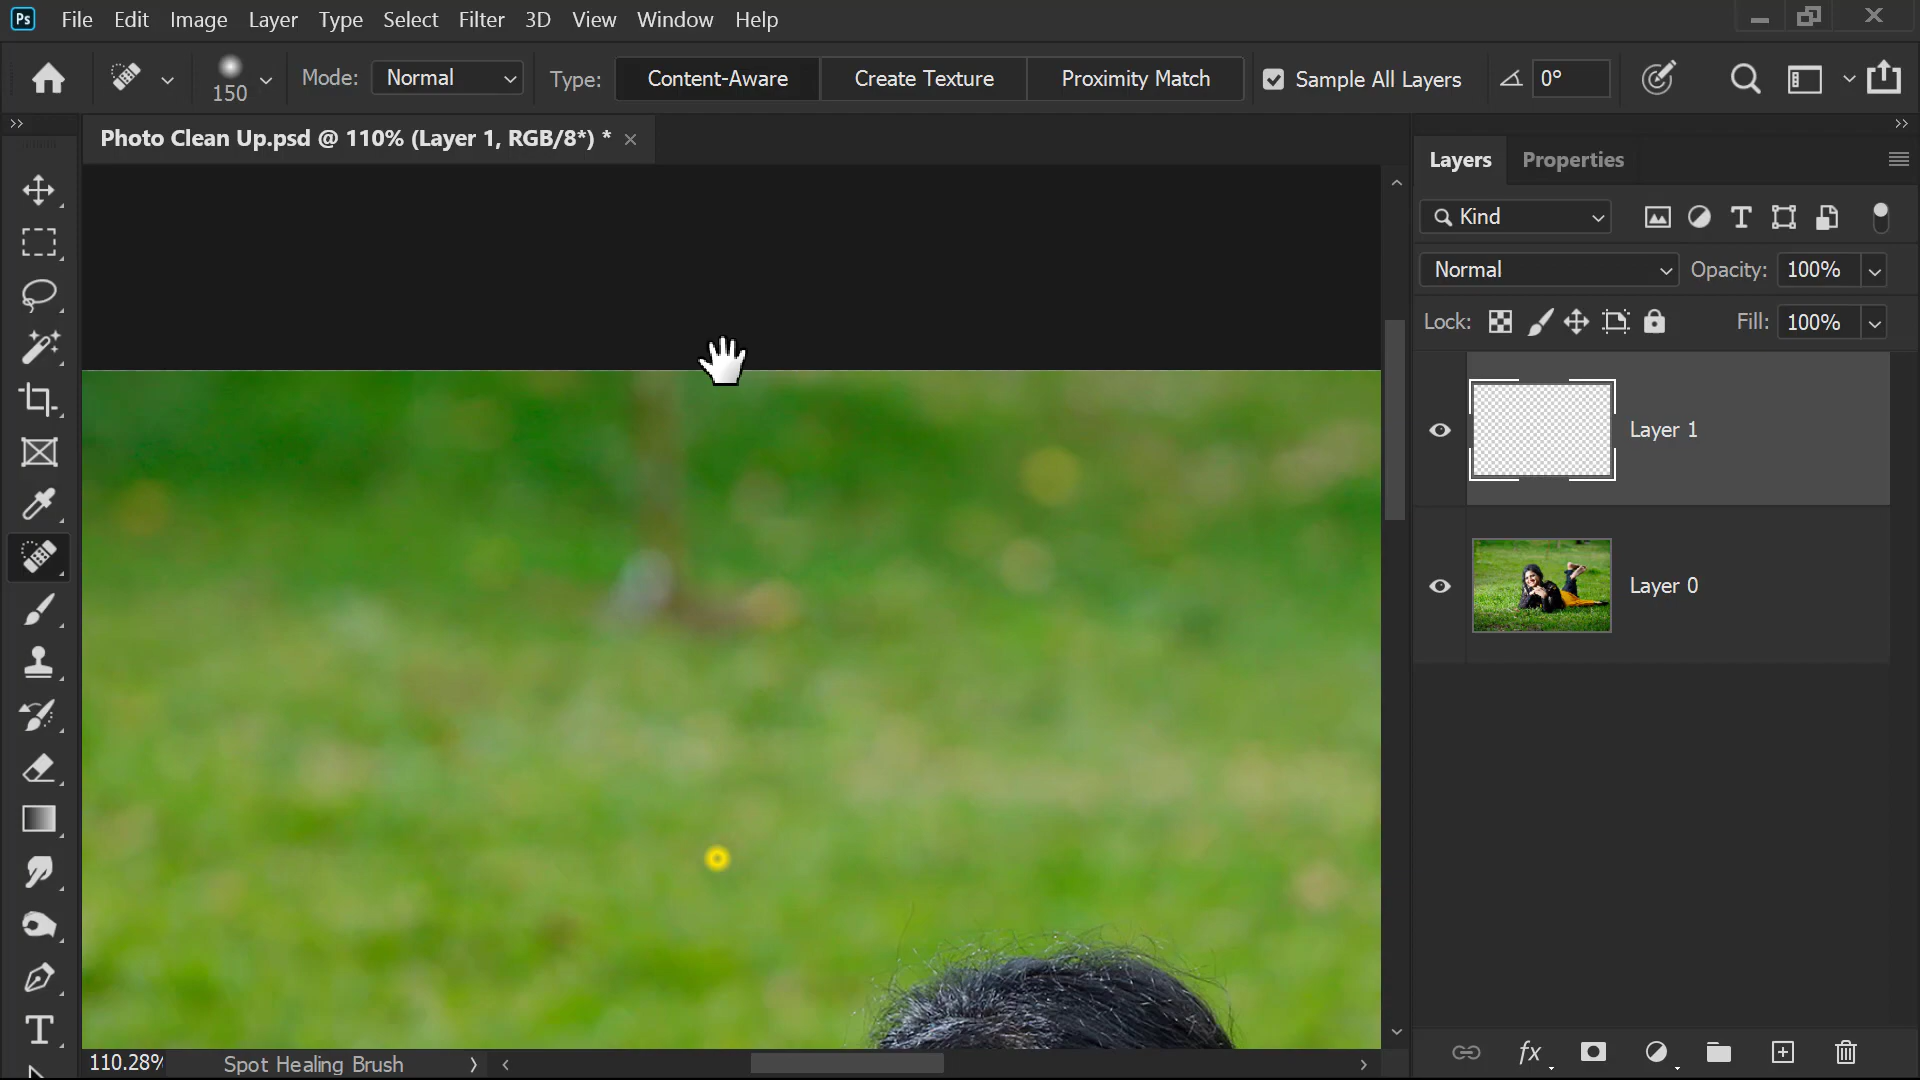 Ps File Edit Image Layer Type Select Filter 3D View Window Help
150 Mode: Normal Type: Content-Aware Create Texture Proximity Match Sample All Layers 0°
Photo Clean Up.psd @ 110% (Layer 1, RGB/8*) *
Layers Properties
Kind
Normal Opacity: 100%
Lock: Fill: 100%
Layer 1
Layer 0
110.28% Spot Healing Brush
fx